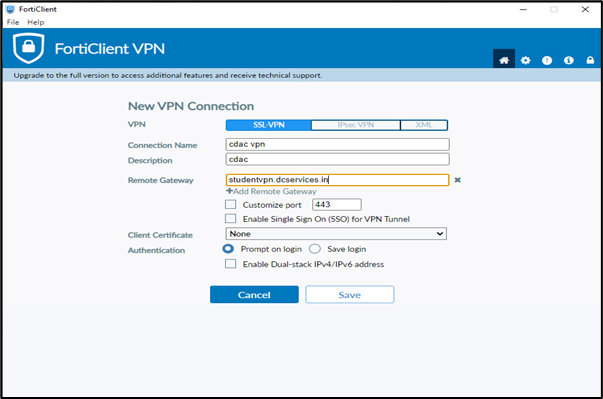 FortiClient
File Help
FortiClient VPN
Upgrade to the full version to access additional features and receive technical support.
New VPN Connection
VPN SSL-VPN IPsec VPN XML
Connection Name cdac vpn
Description cdac
Remote Gateway studentvpn.dcservices.in
+Add Remote Gateway
Customize port 443
Enable Single Sign On (SSO) for VPN Tunnel
Client Certificate None
Authentication Prompt on login Save login
Enable Dual-stack IPv4/IPv6 address
Cancel Save